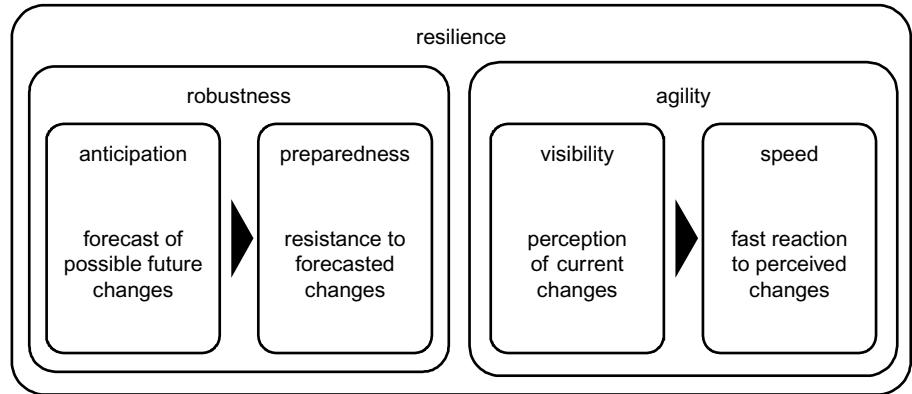 resilience
robustness
anticipation
forecast of
possible future
changes
preparedness
resistance to
forecasted
changes
agility
visibility
perception
of current
changes
speed
fast reaction
to perceived
changes